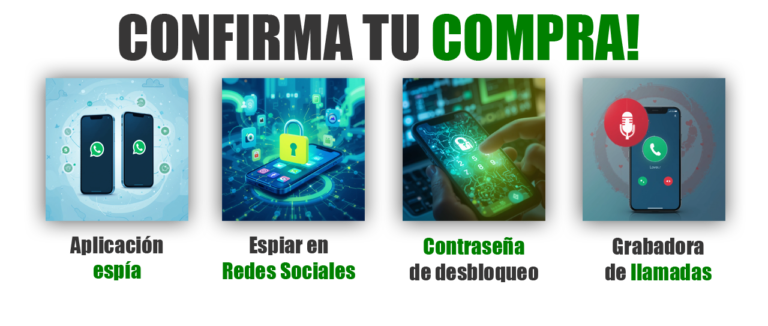 CONFIRMA TU COMPRA!
Aplicación
espía
Espiar en
Redes Sociales
Contraseña
de desbloqueo
Grabadora
de llamadas